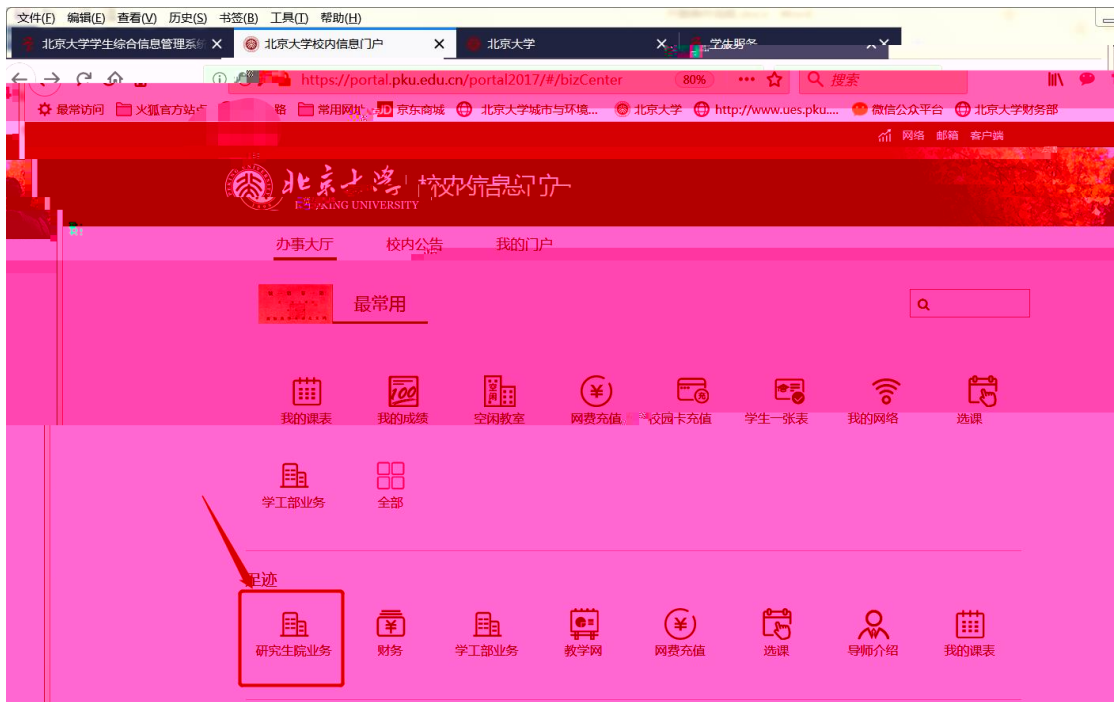 文件(F) 编辑(E) 查看(V) 历史(S) 书签(B) 工具(T) 帮助(H)
北京大学学生综合信息管理系统 北京大学校内信息门户 北京大学
https://portal.pku.edu.cn/portal2017/#/bizCenter 80% 搜索
最常访问 火狐官方站点 常用网址 京东商城 北京大学城市与环境... 北京大学 http://www.ues.pku.... 微信公众平台 北京大学财务部
网络 邮箱 客户端
北京大学 校内信息门户
PEKING UNIVERSITY
办事大厅 校内公告 我的门户
最常用
我的课表 我的成绩 空闲教室 网费充值 校园卡充值 学生一张表 我的网络 选课
学工部业务 全部
足迹
研究生院业务 财务 学工部业务 教学网 网费充值 选课 导师介绍 我的课表